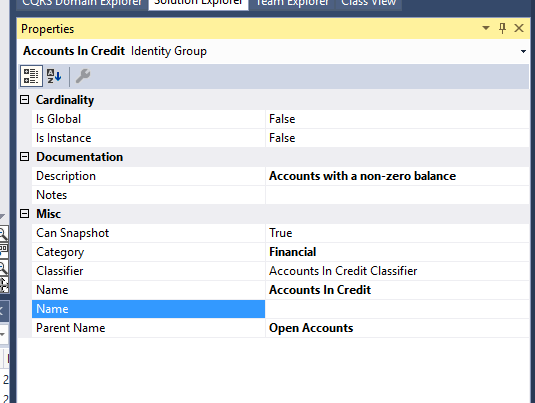 CQRS Domain Explorer Solution Explorer Team Explorer Class View
Properties
Accounts In Credit Identity Group
Cardinality
Is Global False
Is Instance False
Documentation
Description Accounts with a non-zero balance
Notes
Misc
Can Snapshot True
Category Financial
Classifier Accounts In Credit Classifier
Name Accounts In Credit
Name
Parent Name Open Accounts